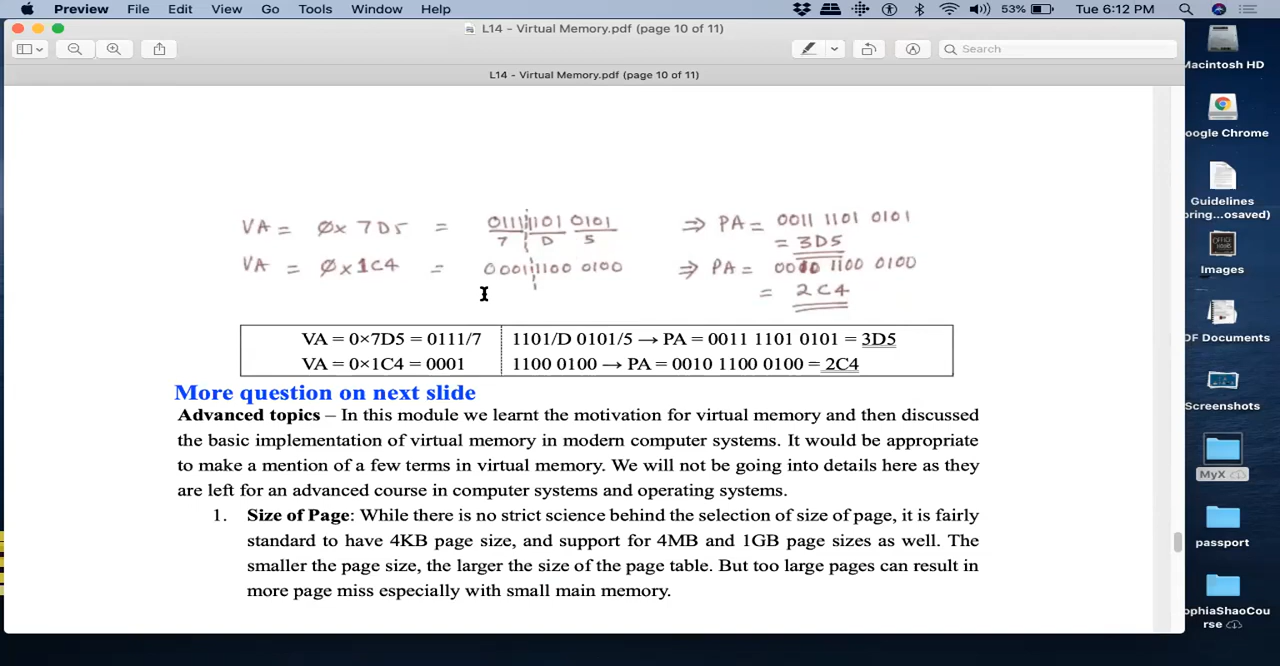 Preview File Edit View Go Tools Window Help 53% Tue 6:12 PM
L14 - Virtual Memory.pdf (page 10 of 11)
Search
L14 - Virtual Memory.pdf (page 10 of 11)
VA = 0x 7D5 = 0111 1101 0101 ⇒ PA = 0011 1101 0101
7 D 5 = 3D5
VA = 0x1C4 = 0001 1100 0100 ⇒ PA = 0010 1100 0100
= 2C4
VA = 0×7D5 = 0111/7 1101/D 0101/5 → PA = 0011 1101 0101 = 3D5
VA = 0×1C4 = 0001 1100 0100 → PA = 0010 1100 0100 = 2C4
More question on next slide
Advanced topics – In this module we learnt the motivation for virtual memory and then discussed
the basic implementation of virtual memory in modern computer systems. It would be appropriate
to make a mention of a few terms in virtual memory. We will not be going into details here as they
are left for an advanced course in computer systems and operating systems.
1. Size of Page: While there is no strict science behind the selection of size of page, it is fairly
standard to have 4KB page size, and support for 4MB and 1GB page sizes as well. The
smaller the page size, the larger the size of the page table. But too large pages can result in
more page miss especially with small main memory.
Macintosh HD
oogle Chrome
Guidelines
pring...osaved)
Images
DF Documents
Screenshots
MyX
passport
ophiaShaoCou
rse